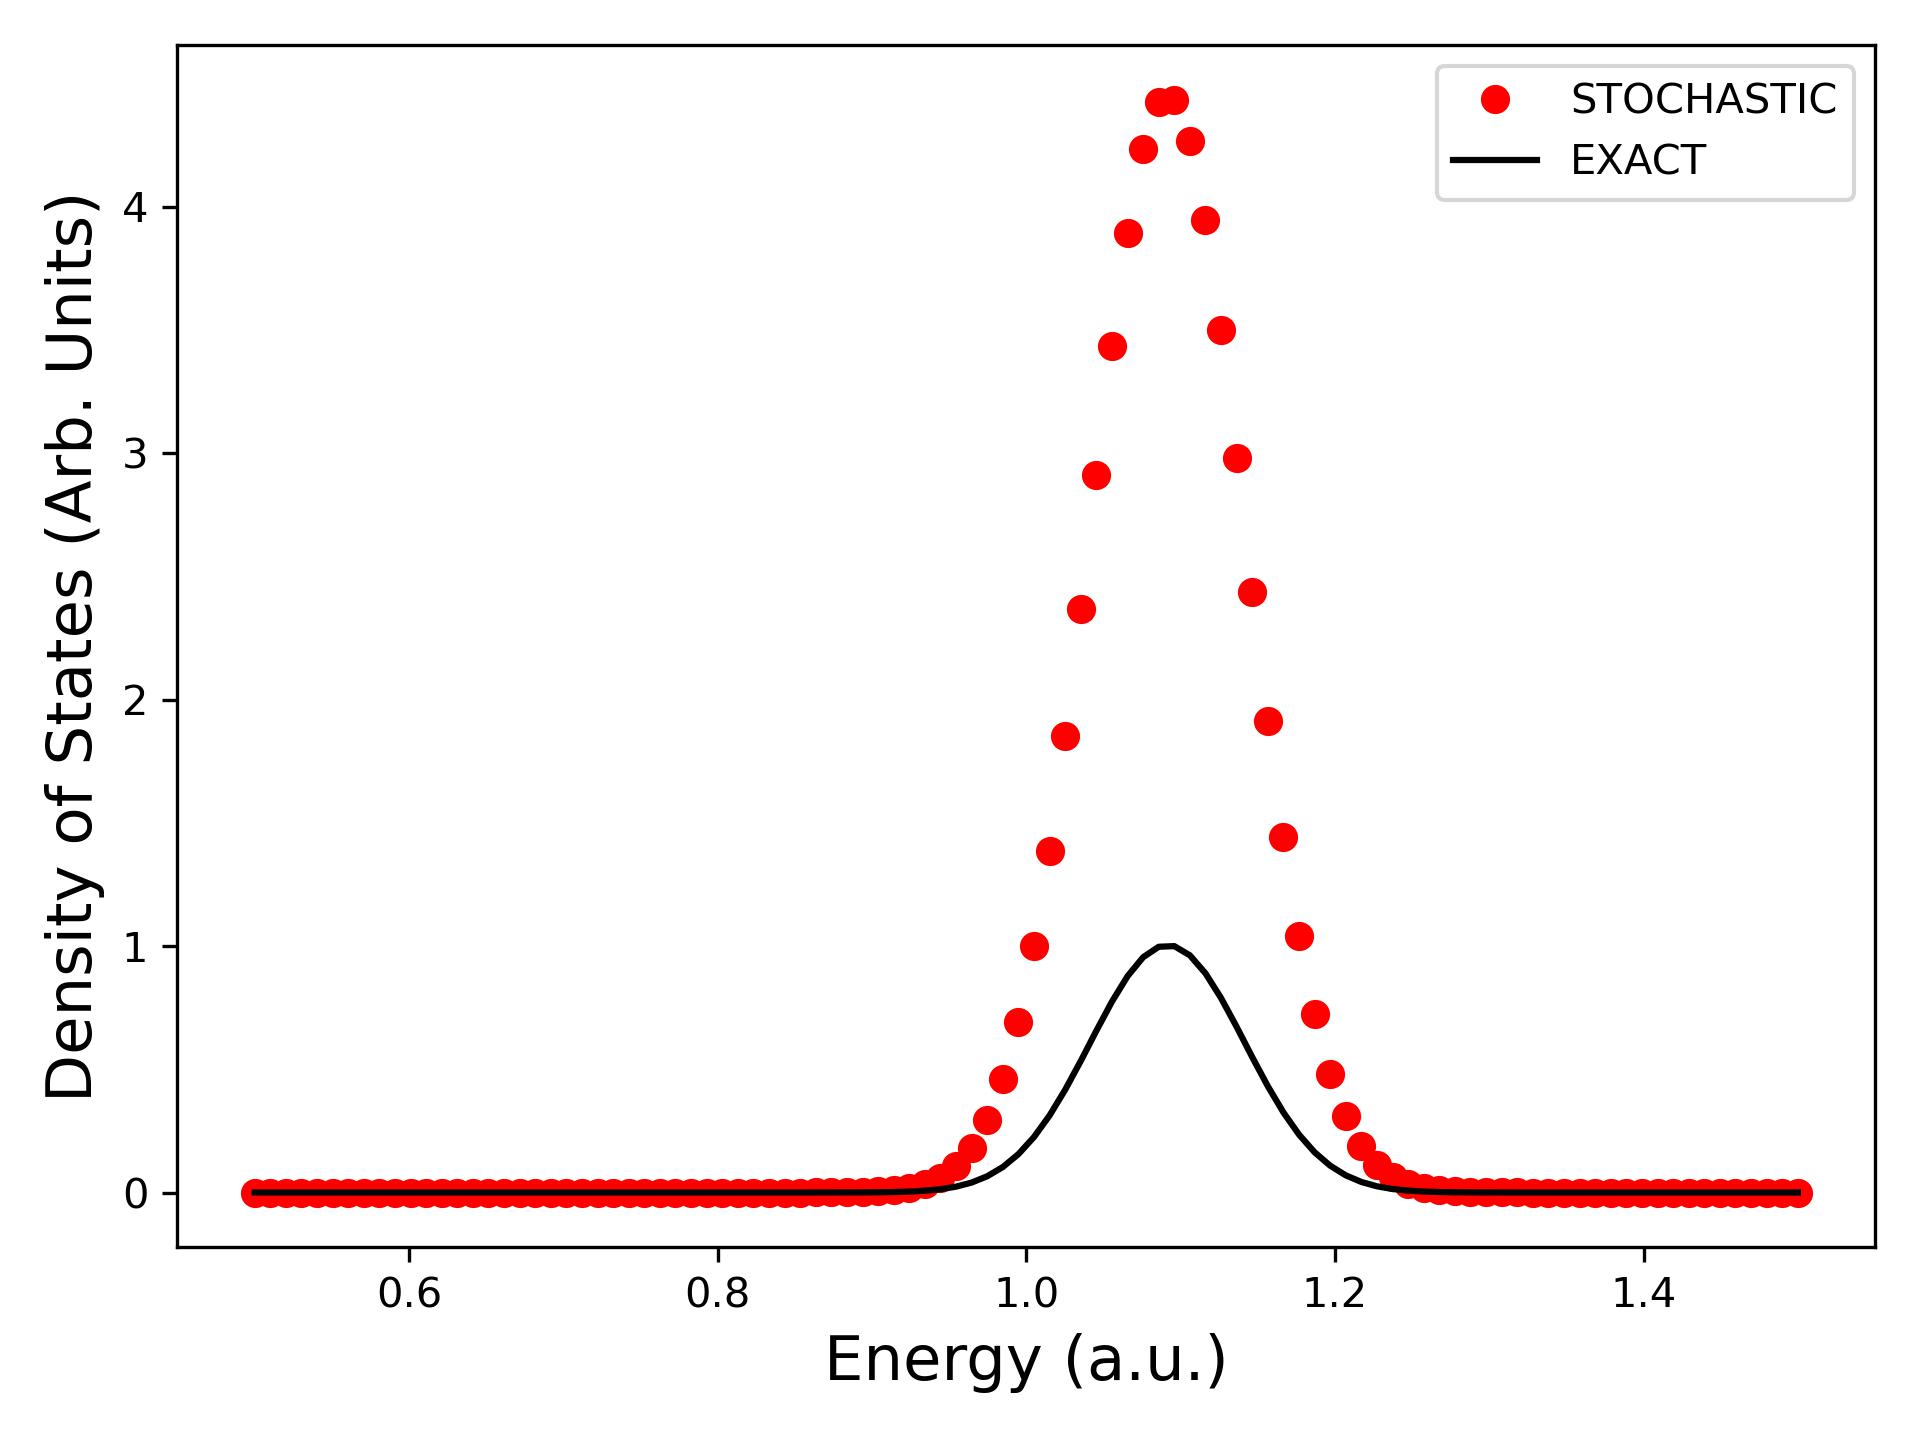 STOCHASTIC
EXACT
Density of States (Arb. Units)
4
3
2
1
0
0.6 0.8 1.0 1.2 1.4
Energy (a.u.)